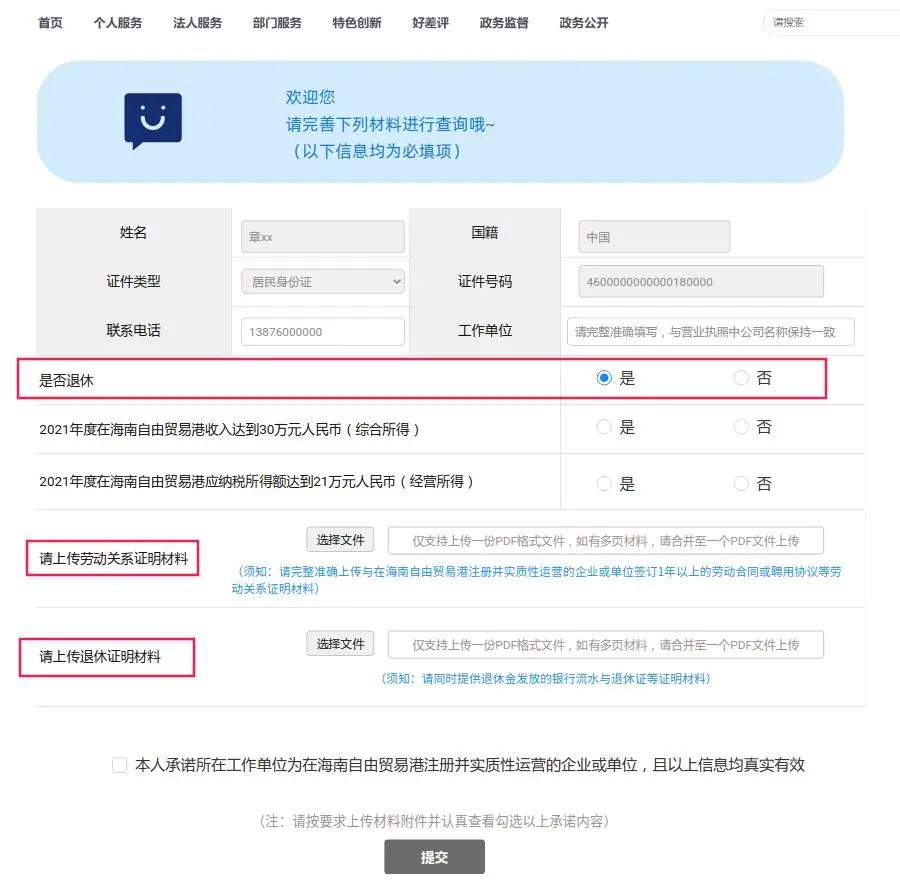 首页 个人服务 法人服务 部门服务 特色创新 好差评 政务监督 政务公开 请搜索
欢迎您
请完善下列材料进行查询哦~
（以下信息均为必填项）
姓名 章xx 国籍 中国
证件类型 居民身份证 证件号码 4600000000000180000
联系电话 13876000000 工作单位 请完整准确填写，与营业执照中公司名称保持一致
是否退休 是 否
2021年度在海南自由贸易港收入达到30万元人民币（综合所得） 是 否
2021年度在海南自由贸易港应纳税所得额达到21万元人民币（经营所得） 是 否
请上传劳动关系证明材料 选择文件 仅支持上传一份PDF格式文件，如有多页材料，请合并至一个PDF文件上传
（须知：请完整准确上传与在海南自由贸易港注册并实质性运营的企业或单位签订1年以上的劳动合同或聘用协议等劳
动关系证明材料）
请上传退休证明材料 选择文件 仅支持上传一份PDF格式文件，如有多页材料，请合并至一个PDF文件上传
（须知：请同时提供退休金发放的银行流水与退休证等证明材料）
本人承诺所在工作单位为在海南自由贸易港注册并实质性运营的企业或单位，且以上信息均真实有效
（注：请按要求上传材料附件并认真查看勾选以上承诺内容）
提交